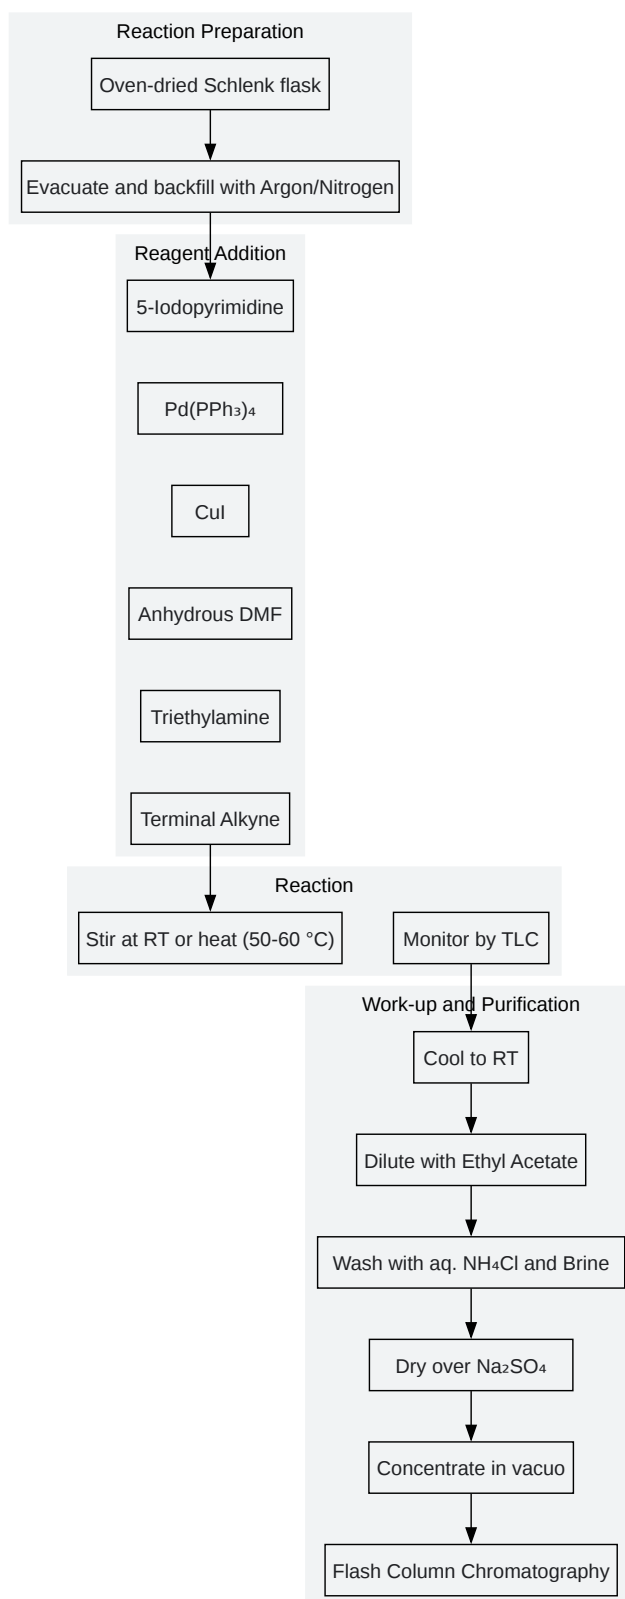 Reaction Preparation
Oven-dried Schlenk flask
Evacuate and backfill with Argon/Nitrogen
Reagent Addition
5-Iodopyrimidine
Pd(PPh₃)₄
CuI
Anhydrous DMF
Triethylamine
Terminal Alkyne
Reaction
Stir at RT or heat (50-60 °C)
Monitor by TLC
Work-up and Purification
Cool to RT
Dilute with Ethyl Acetate
Wash with aq. NH₄Cl and Brine
Dry over Na₂SO₄
Concentrate in vacuo
Flash Column Chromatography